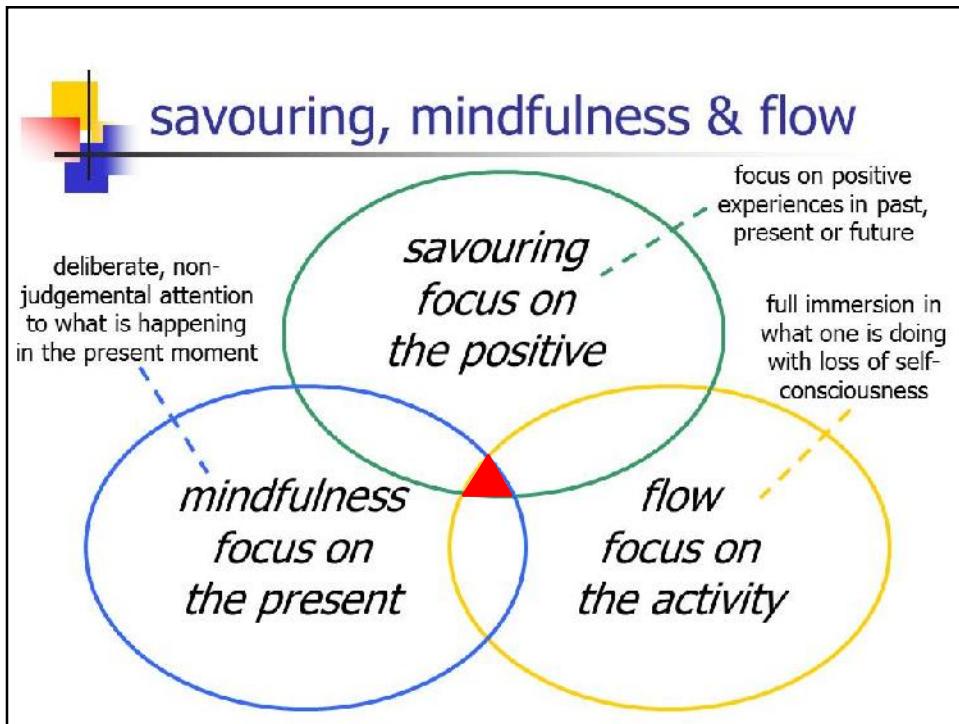 savouring, mindfulness & flow
focus on positive
experiences in past,
present or future
savouring
focus on
the positive
deliberate, non-
judgemental attention
to what is happening
in the present moment
full immersion in
what one is doing
with loss of self-
consciousness
mindfulness
focus on
the present
flow
focus on
the activity